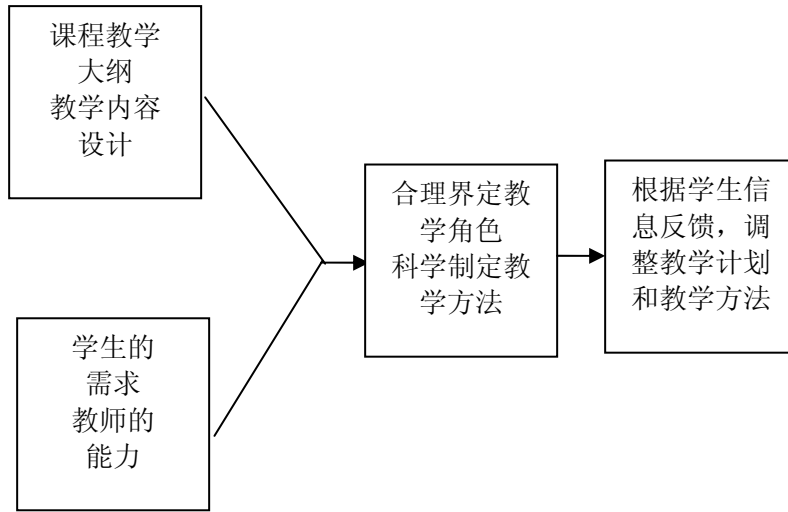 课程教学
大纲
教学内容
设计
学生的
需求
教师的
能力
合理界定教
学角色
科学制定教
学方法
根据学生信
息反馈，调
整教学计划
和教学方法